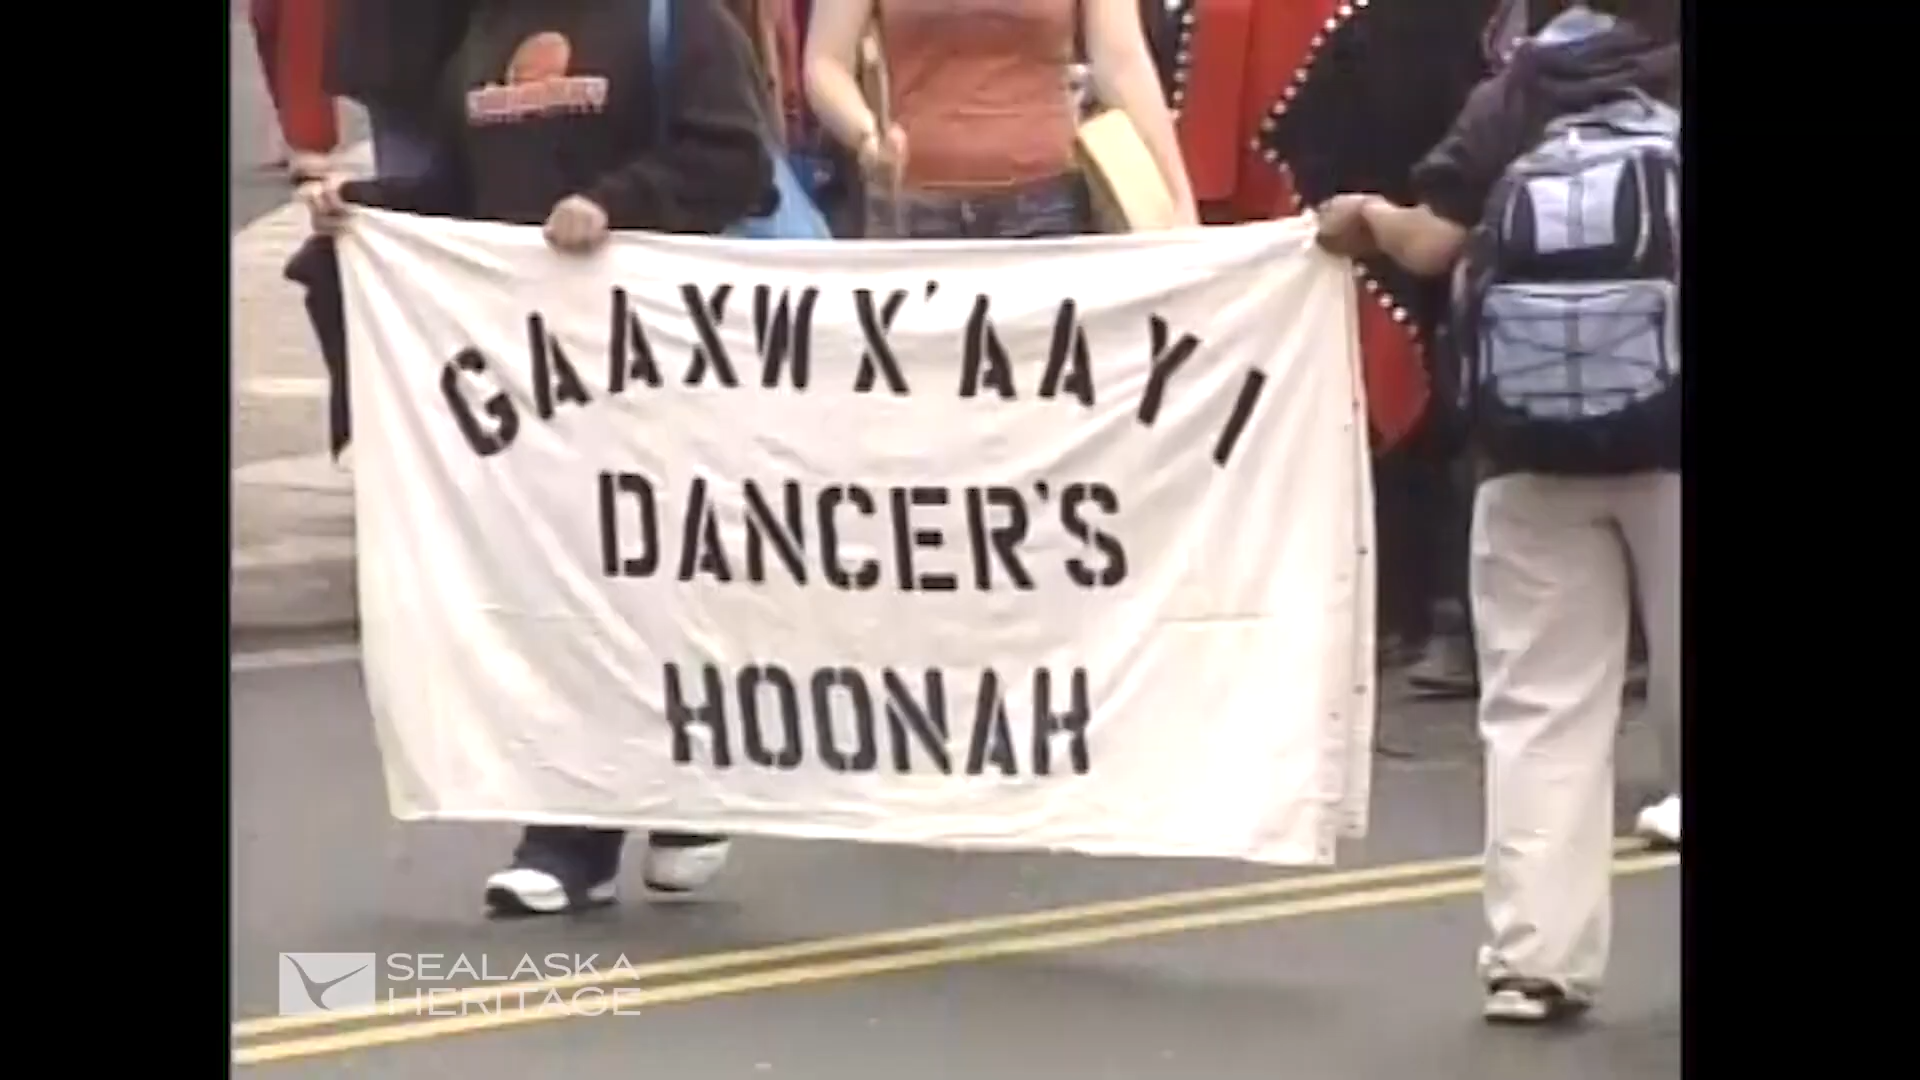 GAAXW X'AAYI
DANCER'S
HOONAH
SEALASKA
HERITAGE